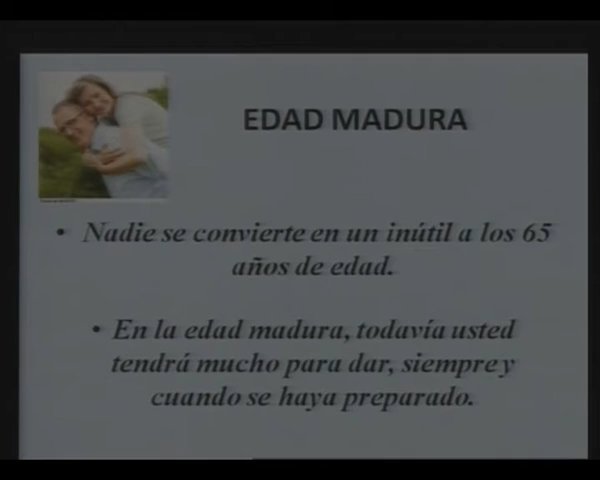 EDAD MADURA
• Nadie se convierte en un inútil a los 65
años de edad.
• En la edad madura, todavía usted
tendrá mucho para dar, siempre y
cuando se haya preparado.